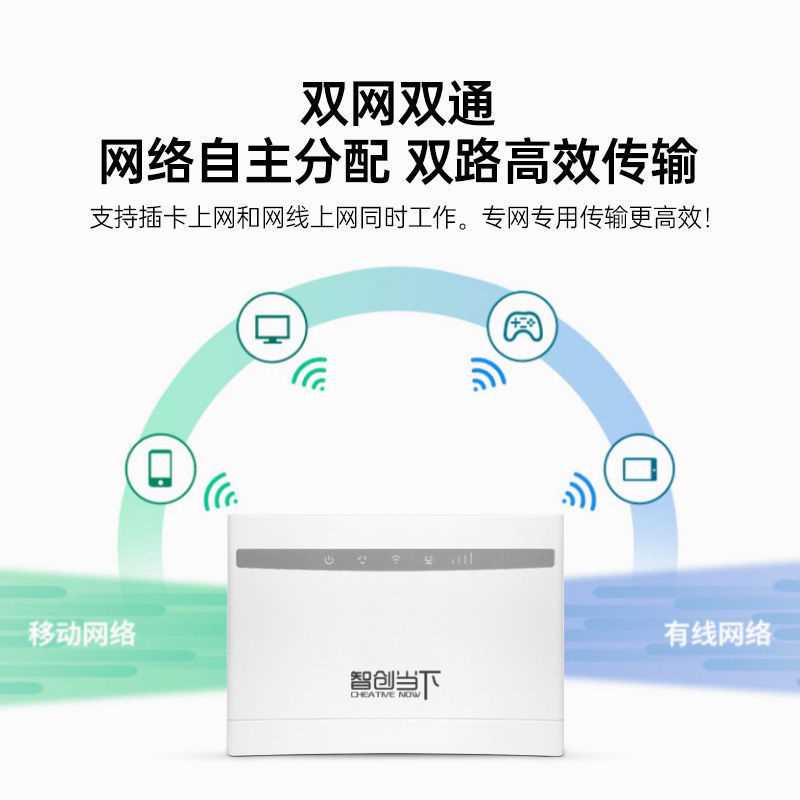 双网双通
网络自主分配 双路高效传输
支持插卡上网和网线上网同时工作。专网专用传输更高效!
移动网络
有线网络
智创当下
CHEATIVE NOW